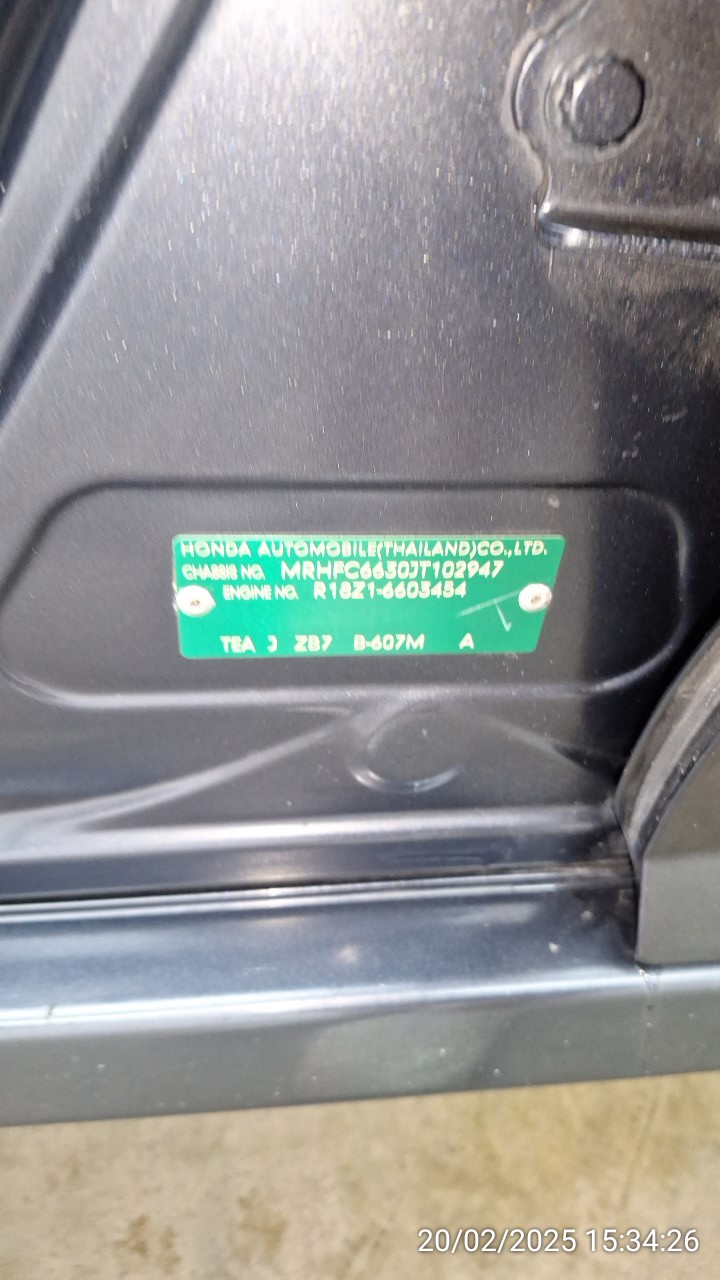 HONDA AUTOMOBILE(THAILAND)CO.,LTD.
CHASSIS NO. MRHFC6630JT102947
ENGINE NO. R18Z1-6603454
TEA J ZB7 B-607M A
20/02/2025 15:34:26